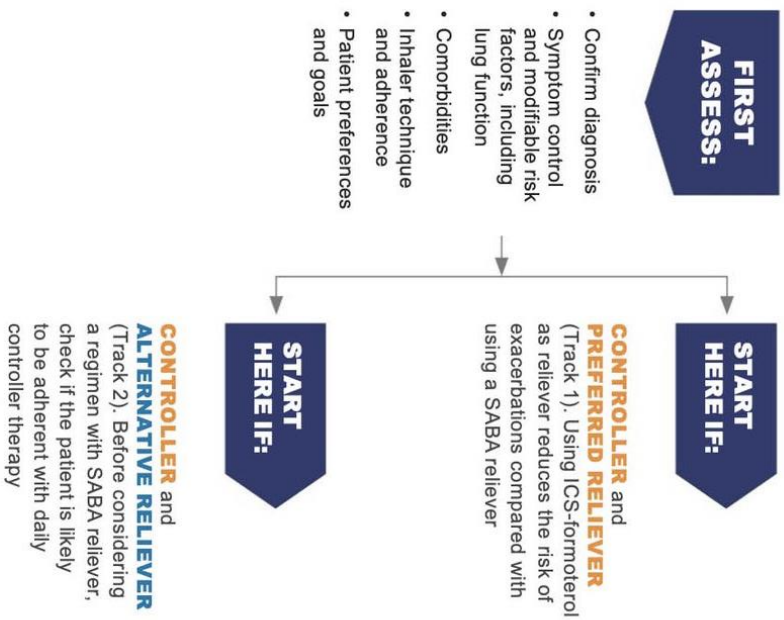 FIRST
ASSESS:
• Confirm diagnosis
• Symptom control
and modifiable risk
factors, including
lung function
• Comorbidities
• Inhaler technique
and adherence
• Patient preferences
and goals
START
HERE IF:
CONTROLLER and
PREFERRED RELIEVER
(Track 1). Using ICS-formoterol
as reliever reduces the risk of
exacerbations compared with
using a SABA reliever
START
HERE IF:
CONTROLLER and
ALTERNATIVE RELIEVER
(Track 2). Before considering
a regimen with SABA reliever,
check if the patient is likely
to be adherent with daily
controller therapy